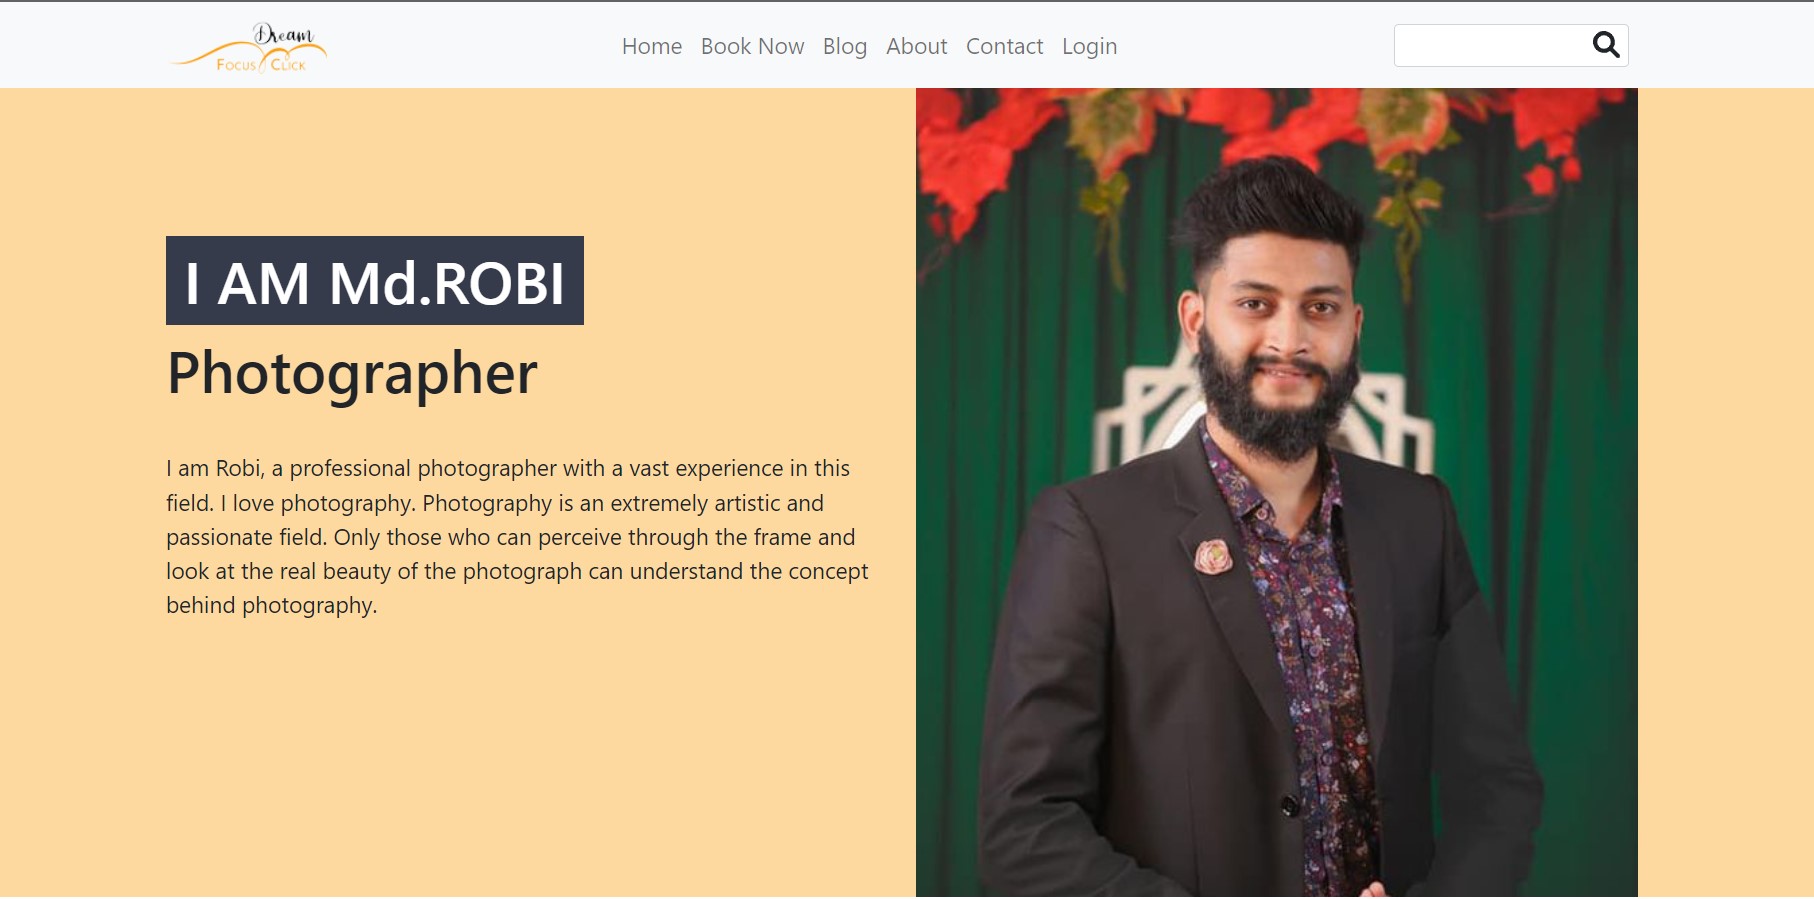 Dream
FOCUS CLICK
Home Book Now Blog About Contact Login
I AM Md.ROBI
Photographer
I am Robi, a professional photographer with a vast experience in this
field. I love photography. Photography is an extremely artistic and
passionate field. Only those who can perceive through the frame and
look at the real beauty of the photograph can understand the concept
behind photography.